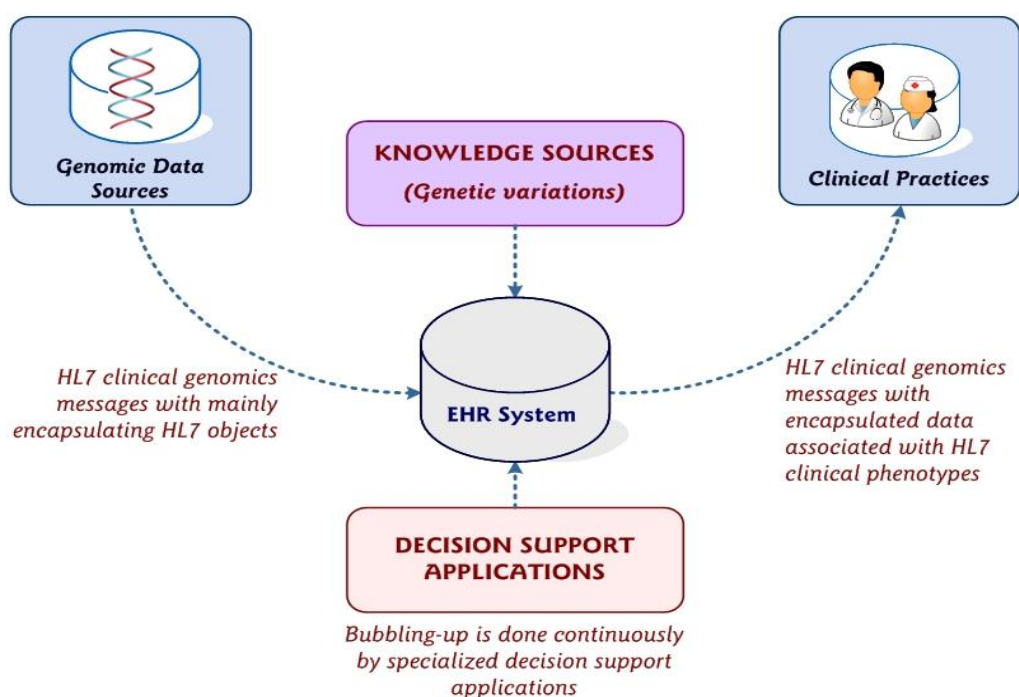 Genomic Data
Sources
KNOWLEDGE SOURCES
(Genetic variations)
Clinical Practices
HL7 clinical genomics
messages with mainly
encapsulating HL7 objects
EHR System
HL7 clinical genomics
messages with
encapsulated data
associated with HL7
clinical phenotypes
DECISION SUPPORT
APPLICATIONS
Bubbling-up is done continuously
by specialized decision support
applications